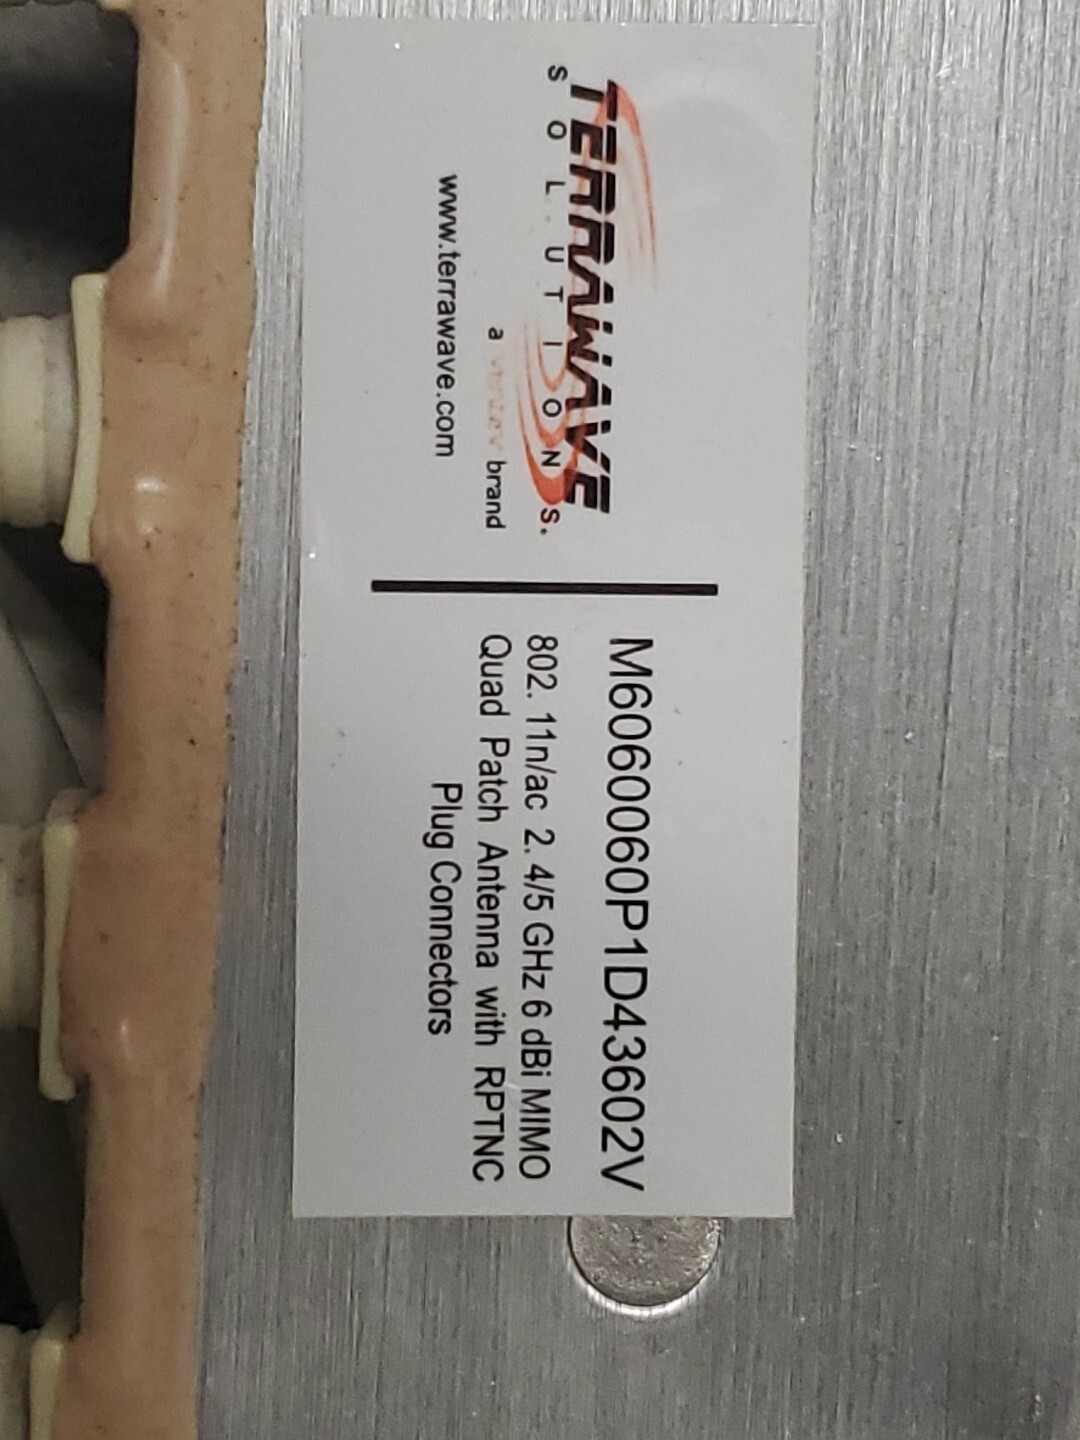 TERRAWAVE
SOLUTIONS.
a ventev brand
www.terrawave.com
M6060060P1D43602V
802. 11n/ac 2. 4/5 GHz 6 dBi MIMO
Quad Patch Antenna with RPTNC
Plug Connectors